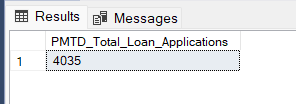 Results Messages
PMTD_Total_Loan_Applications
1 4035